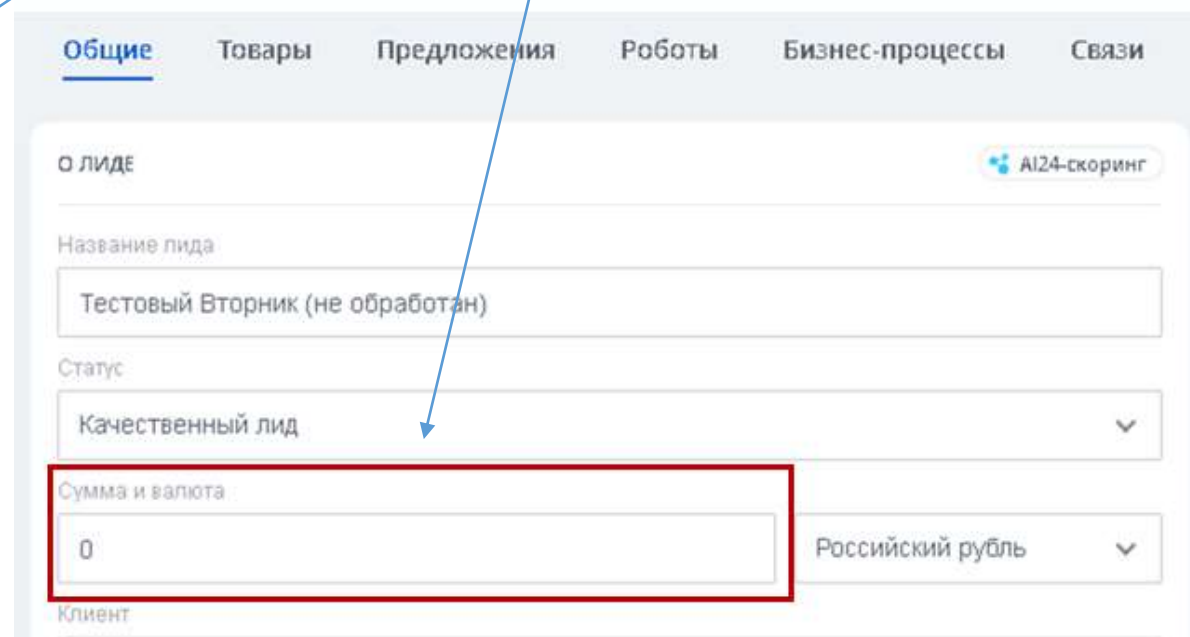 Общие Товары Предложения Роботы Бизнес-процессы Связи
О ЛИДЕ AI24-скоринг
Название лида
Тестовый Вторник (не обработан)
Статус
Качественный лид
Сумма и валюта
0 Российский рубль
Клиент